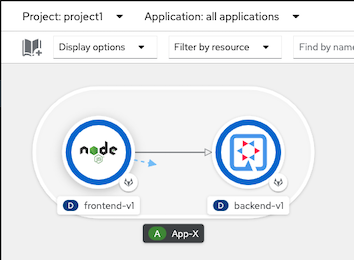 Project: project1 Application: all applications
Display options Filter by resource Find by name
node
JS
D frontend-v1 D backend-v1
A App-X